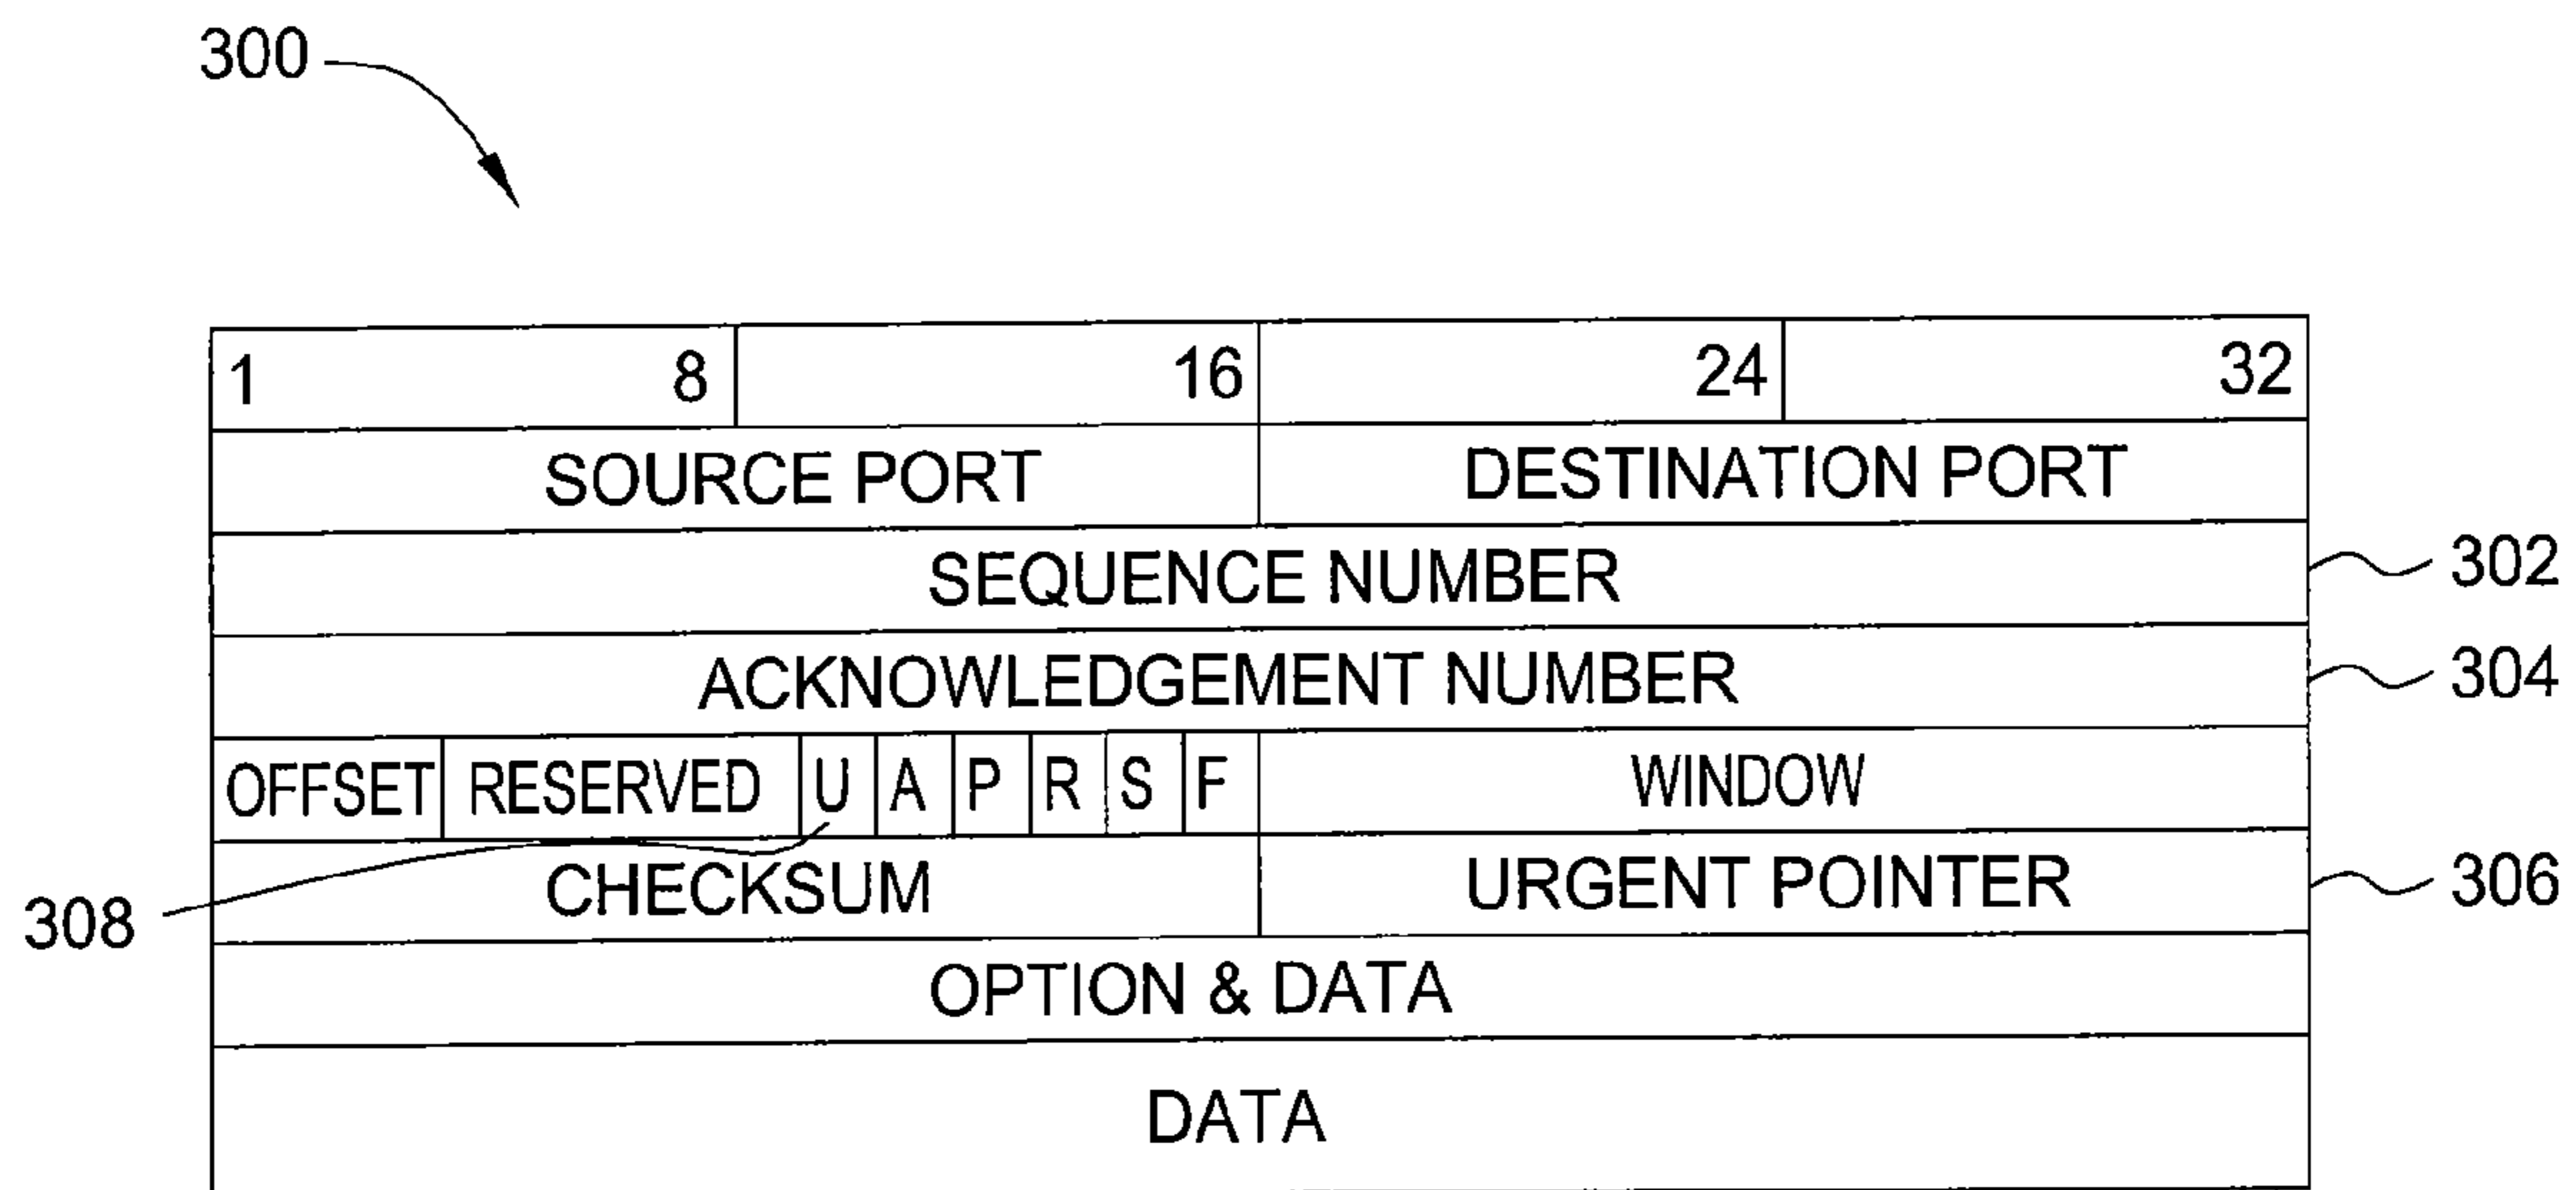 300
1 8 16 24 32
SOURCE PORT DESTINATION PORT
SEQUENCE NUMBER 302
ACKNOWLEDGEMENT NUMBER 304
OFFSET RESERVED U A P R S F WINDOW
308 CHECKSUM URGENT POINTER 306
OPTION & DATA
DATA